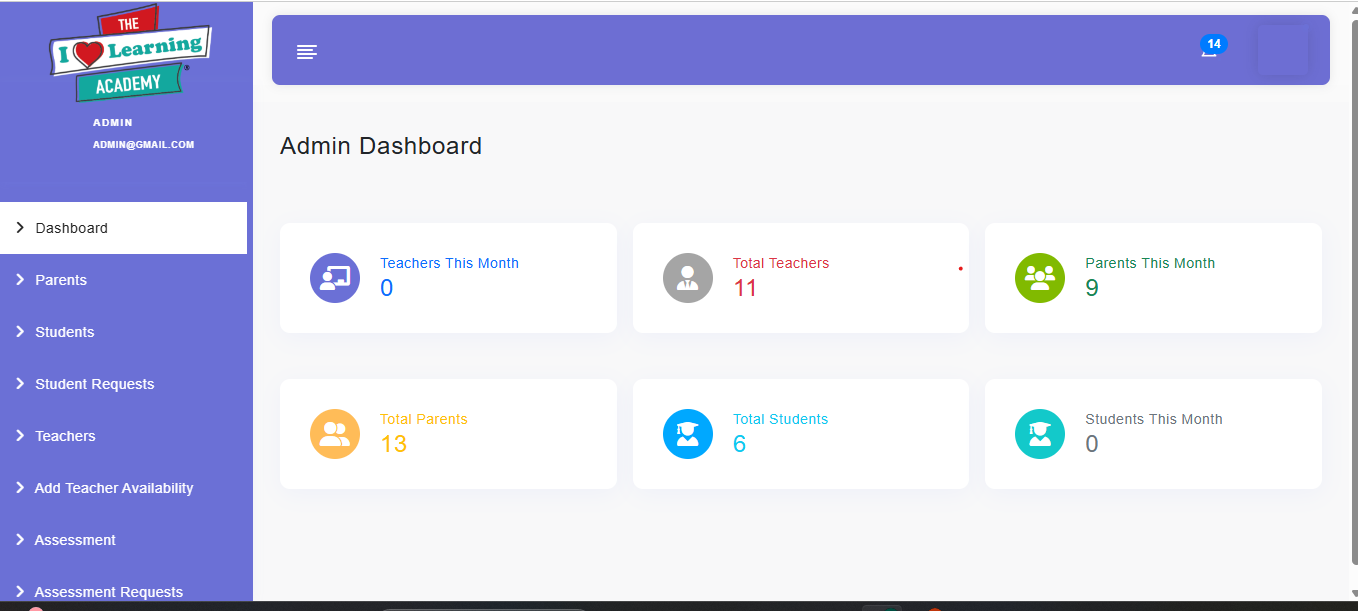 THE
I Learning
ACADEMY
®
ADMIN
ADMIN@GMAIL.COM
Dashboard
Parents
Students
Student Requests
Teachers
Add Teacher Availability
Assessment
Assessment Requests
14
Admin Dashboard
Teachers This Month
0
Total Teachers
11
Parents This Month
9
Total Parents
13
Total Students
6
Students This Month
0